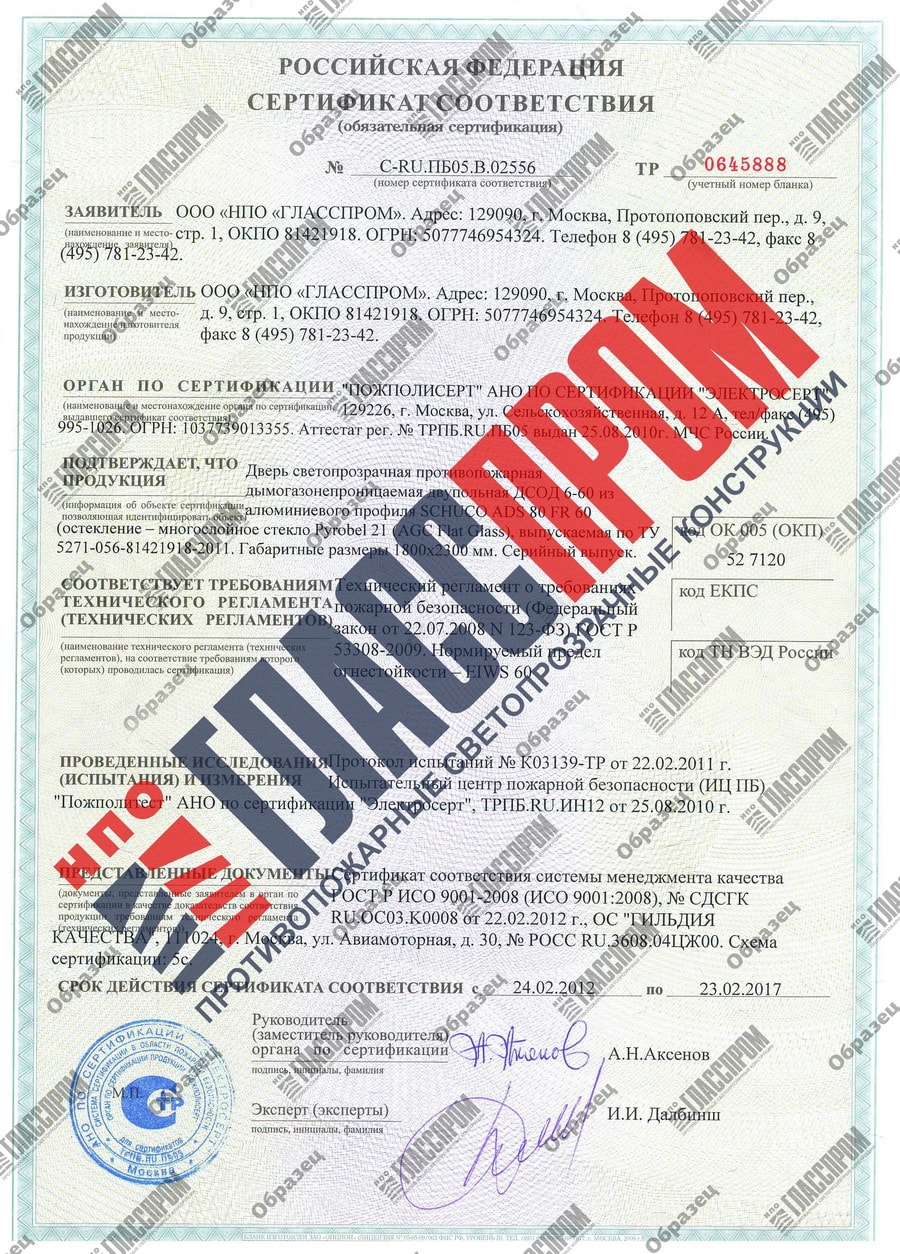 РОССИЙСКАЯ ФЕДЕРАЦИЯ
СЕРТИФИКАТ СООТВЕТСТВИЯ
(обязательная сертификация)
№ C-RU.ПБ05.В.02556
(номер сертификата соответствия)
ТР 0645888
(учетный номер бланка)
ЗАЯВИТЕЛЬ ООО «НПО «ГЛАССПРОМ». Адрес: 129090, г. Москва, Протопоповский пер., д. 9,
(наименование и место-
нахождение заявителя)
стр. 1, ОКПО 81421918. ОГРН: 5077746954324. Телефон 8 (495) 781-23-42, факс 8
(495) 781-23-42.
ИЗГОТОВИТЕЛЬ ООО «НПО «ГЛАССПРОМ». Адрес: 129090, г. Москва, Протопоповский пер.,
(наименование и место-
нахождение изготовителя
продукции)
д. 9, стр. 1, ОКПО 81421918, ОГРН: 5077746954324. Телефон 8 (495) 781-23-42,
факс 8 (495) 781-23-42.
ОРГАН ПО СЕРТИФИКАЦИИ "ПОЖПОЛИСЕРТ" АНО ПО СЕРТИФИКАЦИИ "ЭЛЕКТРОСЕРТ"
(наименование и местонахождение органа по сертификации,
выдавшего сертификат соответствия)
129226, г. Москва, ул. Сельскохозяйственная, д. 12 А, тел/факс (495)
995-1026. ОГРН: 1037739013355. Аттестат рег. № ТРПБ.RU.ПБ05 выдан 25.08.2010г. МЧС России.
ПОДТВЕРЖДАЕТ, ЧТО
ПРОДУКЦИЯ
(информация об объекте сертификации,
позволяющая идентифицировать объект)
Дверь светопрозрачная противопожарная
дымогазонепроницаемая двупольная ДСОД 6-60 из
алюминиевого профиля SCHUCO ADS 80 FR 60
(остекление – многослойное стекло Pyrobel 21 (AGC Flat Glass), выпускаемая по ТУ
5271-056-81421918-2011. Габаритные размеры 1800х2300 мм. Серийный выпуск.
код ОК 005 (ОКП)
52 7120
код ЕКПС
код ТН ВЭД России
СООТВЕТСТВУЕТ ТРЕБОВАНИЯМ
ТЕХНИЧЕСКОГО РЕГЛАМЕНТА
(ТЕХНИЧЕСКИХ РЕГЛАМЕНТОВ)
(наименование технического регламента (технических
регламентов), на соответствие требованиям которого
(которых) проводилась сертификация)
Технический регламент о требованиях
пожарной безопасности (Федеральный
закон от 22.07.2008 N 123-ФЗ) ГОСТ Р
53308-2009. Нормируемый предел
огнестойкости – EIWS 60
ПРОВЕДЕННЫЕ ИССЛЕДОВАНИЯ
(ИСПЫТАНИЯ) И ИЗМЕРЕНИЯ
Протокол испытаний № К03139-ТР от 22.02.2011 г.
Испытательный центр пожарной безопасности (ИЦ ПБ)
"Пожполитест" АНО по сертификации "Электросерт", ТРПБ.RU.ИН12 от 25.08.2010 г.
ПРЕДСТАВЛЕННЫЕ ДОКУМЕНТЫ
(документы, представленные заявителем в орган по
сертификации в качестве доказательств соответствия
продукции требованиям технического регламента
(технических регламентов))
Сертификат соответствия системы менеджмента качества
ГОСТ Р ИСО 9001-2008 (ИСО 9001:2008), № СДСГК
RU.ОС03.К0008 от 22.02.2012 г., ОС "ГИЛЬДИЯ
КАЧЕСТВА", 111024, г. Москва, ул. Авиамоторная, д. 30, № РОСС RU.3608.04ЦЖ00. Схема
сертификации: 5с.
СРОК ДЕЙСТВИЯ СЕРТИФИКАТА СООТВЕТСТВИЯ с 24.02.2012 по 23.02.2017
Руководитель
(заместитель руководителя)
органа по сертификации
подпись, инициалы, фамилия
А.Н.Аксенов
М.П.
Эксперт (эксперты)
подпись, инициалы, фамилия
И.И. Далбинш
НПО
ГЛАССПРОМ
ПРОТИВОПОЖАРНЫЕ СВЕТОПРОЗРАЧНЫЕ КОНСТРУКЦИИ
АНО ПО СЕРТИФИКАЦИИ
для сертификатов
ТРПБ.RU.ПБ05
Москва
Образец
НПО ГЛАССПРОМ